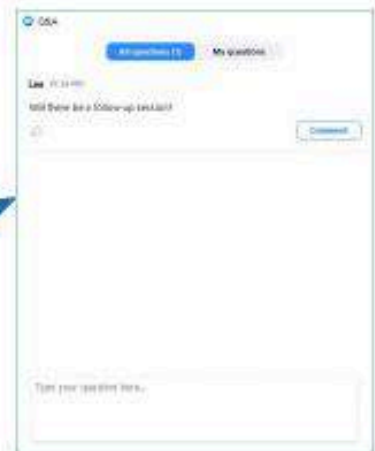 Q&A
All questions (1) My questions
Lee
Will there be a follow-up session?
Comment
Type your question here...